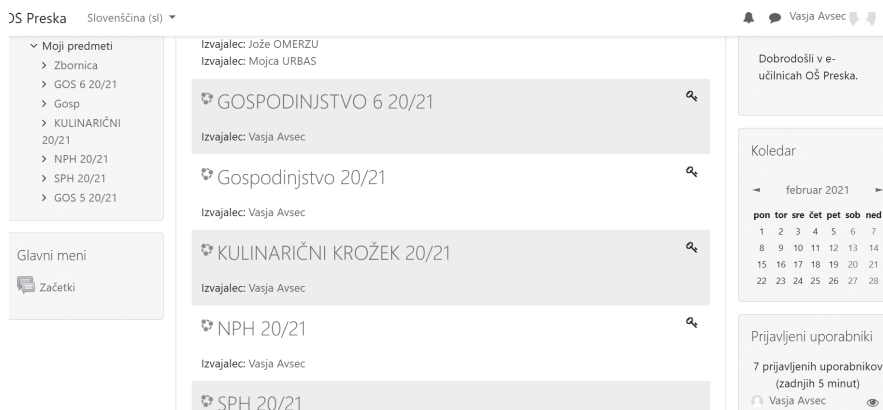 OŠ Preska
Slovenščina (sl)
Vasja Avsec
Moji predmeti
Zbornica
GOS 6 20/21
Gosp
KULINARIČNI
20/21
NPH 20/21
SPH 20/21
GOS 5 20/21
Glavni meni
Začetki
Izvajalec: Jože OMERZU
Izvajalec: Mojca URBAS
GOSPODINJSTVO 6 20/21
Izvajalec: Vasja Avsec
Gospodinjstvo 20/21
Izvajalec: Vasja Avsec
KULINARIČNI KROŽEK 20/21
Izvajalec: Vasja Avsec
NPH 20/21
Izvajalec: Vasja Avsec
SPH 20/21
Dobrodošli v e-
učilnicah OŠ Preska.
Koledar
februar 2021
pon tor sre čet pet sob ned
1 2 3 4 5 6 7
8 9 10 11 12 13 14
15 16 17 18 19 20 21
22 23 24 25 26 27 28
Prijavljeni uporabniki
7 prijavljenih uporabnikov
(zadnjih 5 minut)
Vasja Avsec